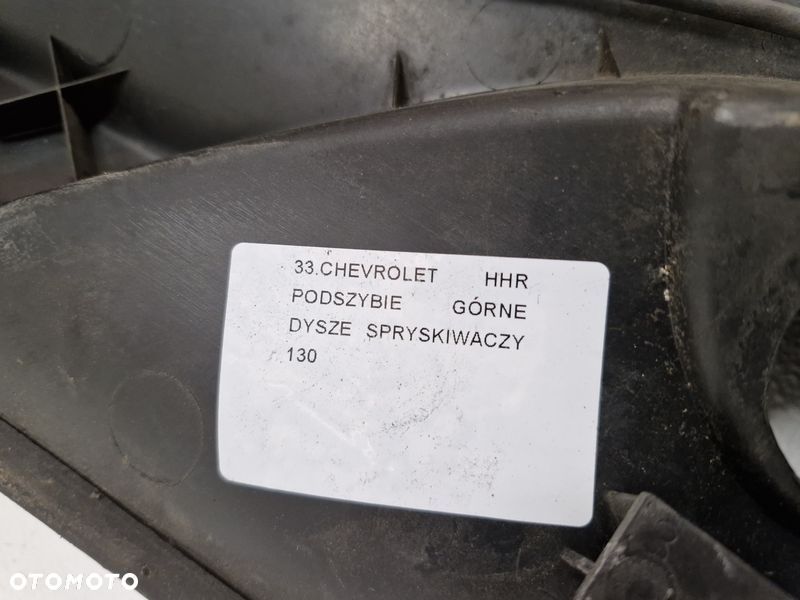 33.CHEVROLET HHR
PODSZYBIE GÓRNE
DYSZE SPRYSKIWACZY
130
OTOMOTO